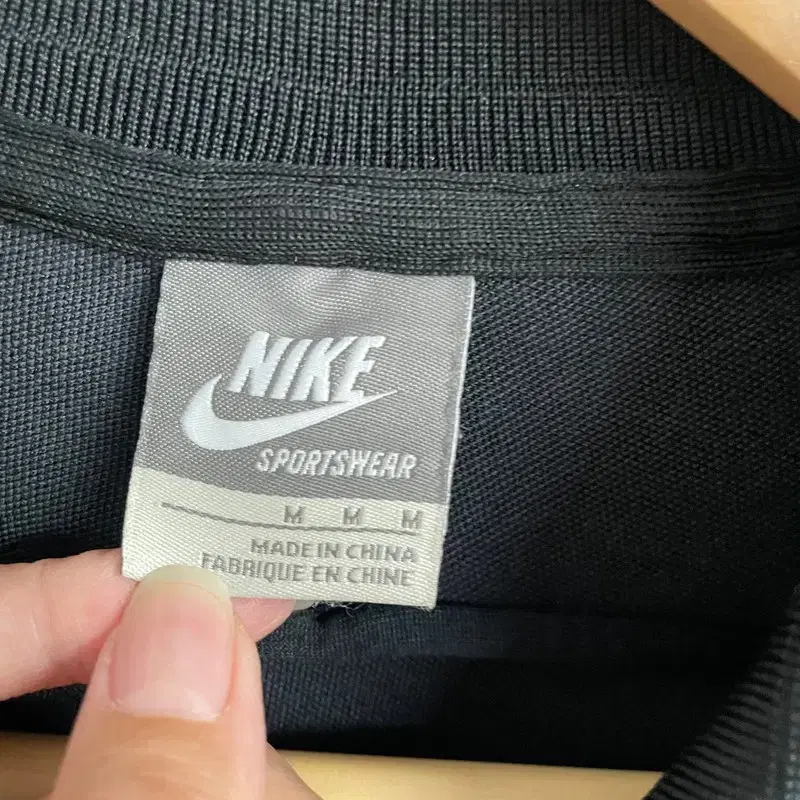 NIKE
SPORTSWEAR
M M M
MADE IN CHINA
FABRIQUE EN CHINE